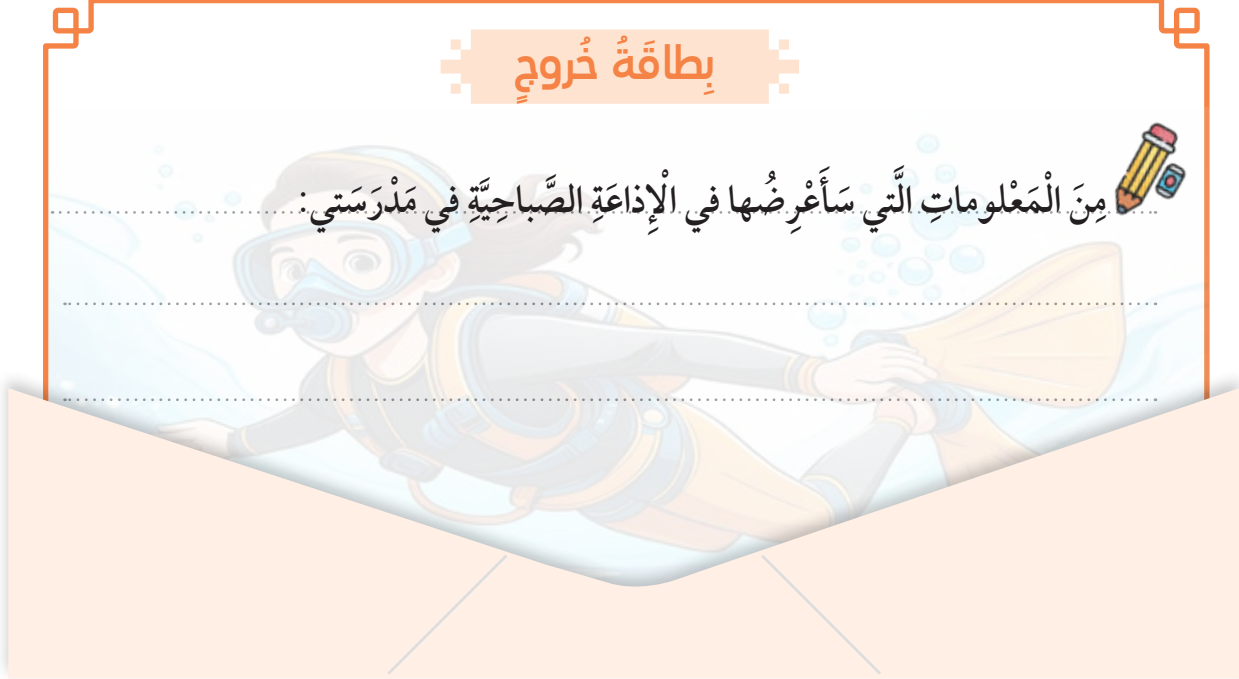 بِطاقَةُ خُروجٍ
مِنَ الْمَعْلوماتِ الَّتي سَأَعْرِضُها في الْإِذاعَةِ الصَّباحِيَّةِ في مَدْرَسَتي: